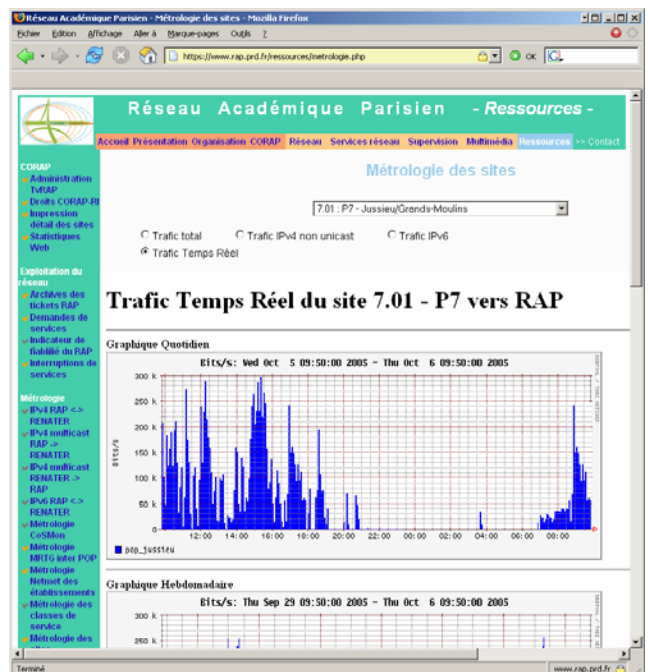 Réseau Académique Parisien - Métrologie des sites - Mozilla Firefox
Fichier Edition Affichage Aller à Marque-pages Outils ?
https://www.rap.prd.fr/ressources/metrologie.php
OK
Réseau Académique Parisien - Ressources -
Accueil Présentation Organisation CORAP Réseau Services réseau Supervision Multimédia Ressources >> Contact
Métrologie des sites
7.01 : P7 - Jussieu/Grands-Moulins
Trafic total Trafic IPv4 non unicast Trafic IPv6
Trafic Temps Réel
CORAP
Administration
TvRAP
Droits CORAP-RI
Impression
détail des sites
Statistiques
Web
Exploitation du
réseau
Archives des
tickets RAP
Demandes de
services
Indicateur de
fiabilité du RAP
Interruptions de
services
Métrologie
IPv4 RAP <->
RENATER
IPv4 multicast
RAP ->
RENATER
IPv4 multicast
RENATER ->
RAP
IPv6 RAP <->
RENATER
Métrologie
CoSMon
Métrologie
MRTG inter POP
Métrologie
Netmet des
établissements
Métrologie des
classes de
service
Métrologie des
Trafic Temps Réel du site 7.01 - P7 vers RAP
Graphique Quotidien
Bits/s: Wed Oct 5 09:50:00 2005 - Thu Oct 6 09:50:00 2005
300 k
250 k
200 k
150 k
100 k
50 k
0
Bits/s
12:00 14:00 16:00 18:00 20:00 22:00 00:00 02:00 04:00 06:00 08:00
pop_jussieu
Graphique Hebdomadaire
Bits/s: Thu Sep 29 09:50:00 2005 - Thu Oct 6 09:50:00 2005
300 k
250 k
Terminé
www.rap.prd.fr